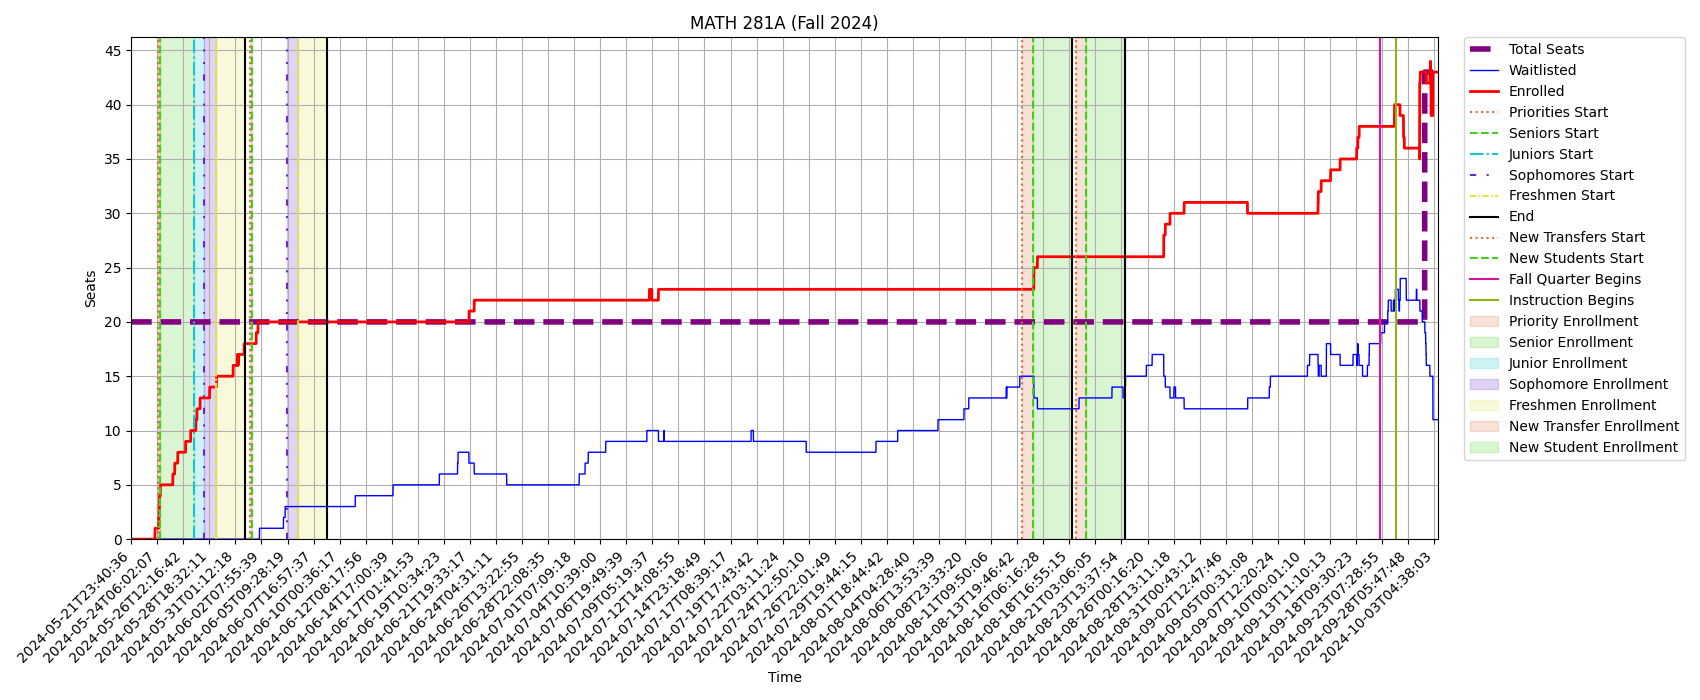 MATH 281A (Fall 2024)
Seats
45
40
35
30
25
20
15
10
5
0
2024-05-21T23:40:36
2024-05-24T06:02:07
2024-05-26T12:16:42
2024-05-28T18:32:11
2024-05-31T01:12:18
2024-06-02T07:55:39
2024-06-05T09:28:19
2024-06-07T16:57:37
2024-06-10T00:36:17
2024-06-12T08:17:56
2024-06-14T17:00:39
2024-06-17T01:41:53
2024-06-19T10:34:23
2024-06-21T19:33:17
2024-06-24T04:31:11
2024-06-26T13:22:55
2024-06-28T22:08:35
2024-07-01T07:09:18
2024-07-04T10:39:00
2024-07-06T19:49:39
2024-07-09T05:19:37
2024-07-12T14:08:55
2024-07-14T23:18:49
2024-07-17T08:39:17
2024-07-19T17:43:42
2024-07-22T03:11:24
2024-07-24T12:50:10
2024-07-26T22:01:49
2024-07-29T19:44:15
2024-08-01T18:44:42
2024-08-04T04:28:40
2024-08-06T13:53:39
2024-08-08T23:33:20
2024-08-11T09:50:06
2024-08-13T19:46:42
2024-08-16T06:16:28
2024-08-18T16:55:15
2024-08-21T03:06:05
2024-08-23T13:37:54
2024-08-26T00:16:20
2024-08-28T13:11:18
2024-08-31T00:43:12
2024-09-02T12:47:46
2024-09-05T00:31:08
2024-09-07T12:20:24
2024-09-10T00:01:10
2024-09-13T11:10:13
2024-09-18T09:30:23
2024-09-23T07:28:55
2024-09-28T05:47:48
2024-10-03T04:38:03
Time
Total Seats
Waitlisted
Enrolled
Priorities Start
Seniors Start
Juniors Start
Sophomores Start
Freshmen Start
End
New Transfers Start
New Students Start
Fall Quarter Begins
Instruction Begins
Priority Enrollment
Senior Enrollment
Junior Enrollment
Sophomore Enrollment
Freshmen Enrollment
New Transfer Enrollment
New Student Enrollment